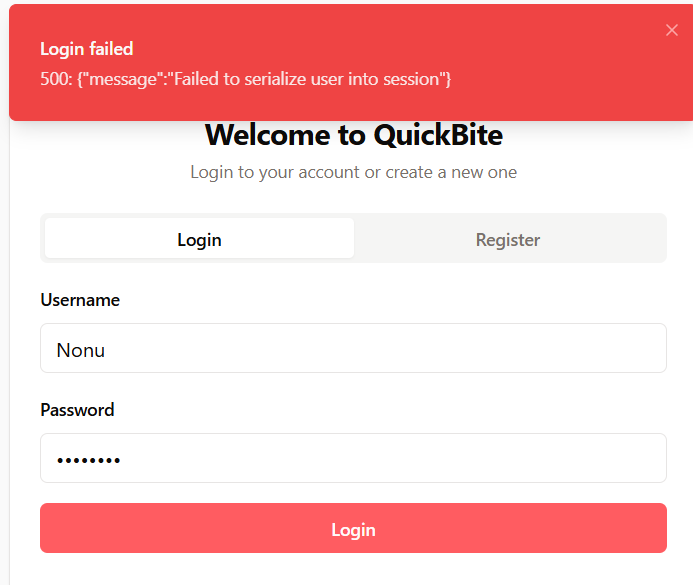 Login failed
500: {"message":"Failed to serialize user into session"}
Welcome to QuickBite
Login to your account or create a new one
Login
Register
Username
Nonu
Password
••••••••
Login